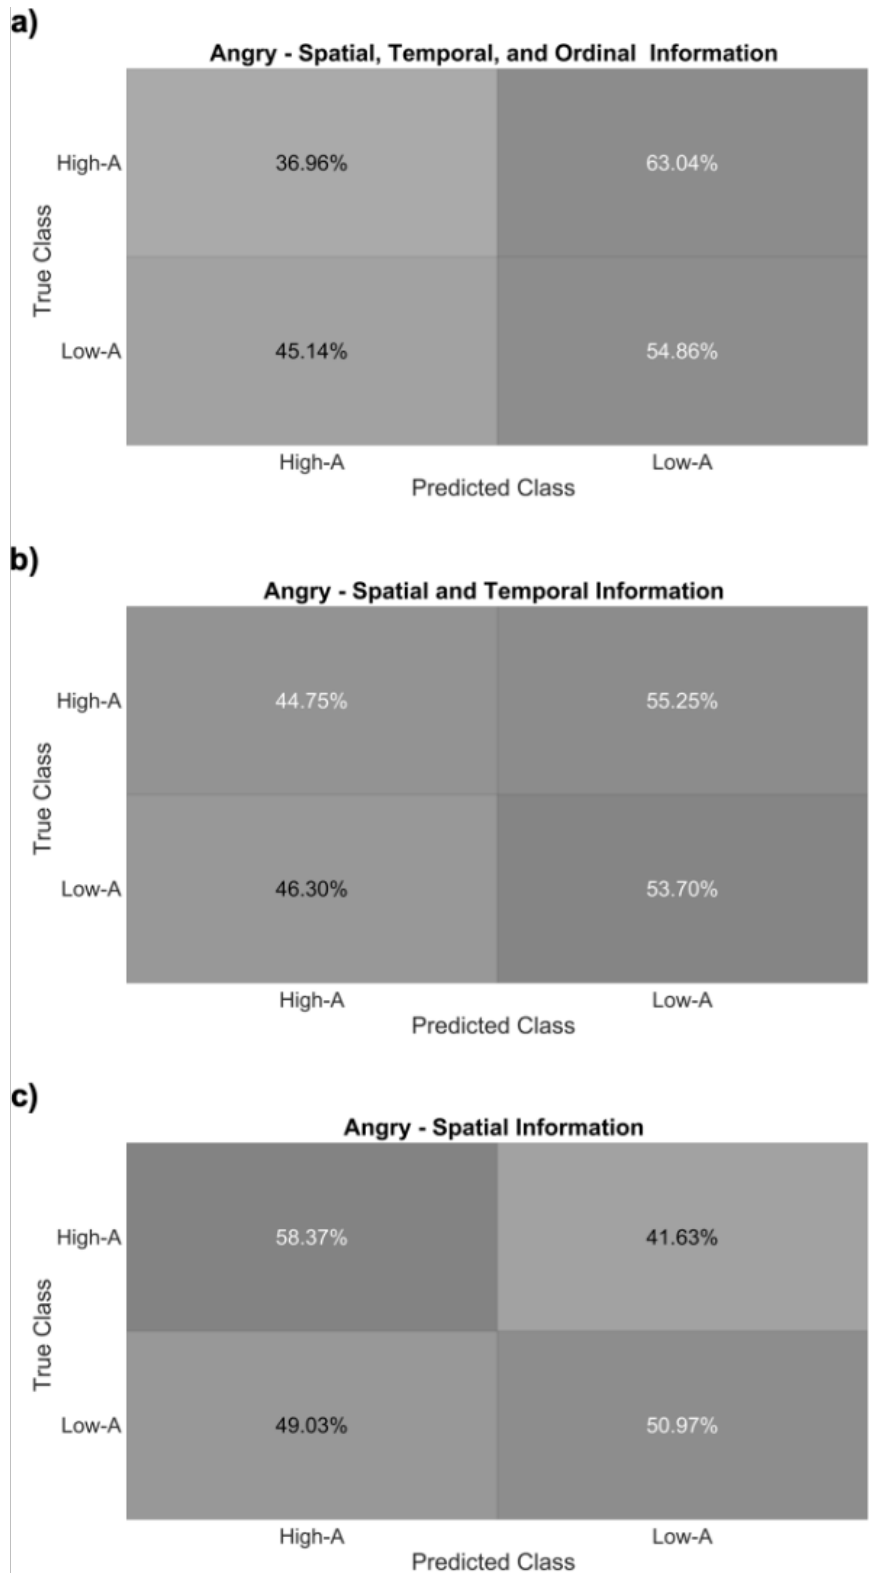 a)
Angry - Spatial, Temporal, and Ordinal Information
True Class
High-A
36.96%
63.04%
Low-A
45.14%
54.86%
High-A
Low-A
Predicted Class
b)
Angry - Spatial and Temporal Information
True Class
High-A
44.75%
55.25%
Low-A
46.30%
53.70%
High-A
Low-A
Predicted Class
c)
Angry - Spatial Information
True Class
High-A
58.37%
41.63%
Low-A
49.03%
50.97%
High-A
Low-A
Predicted Class